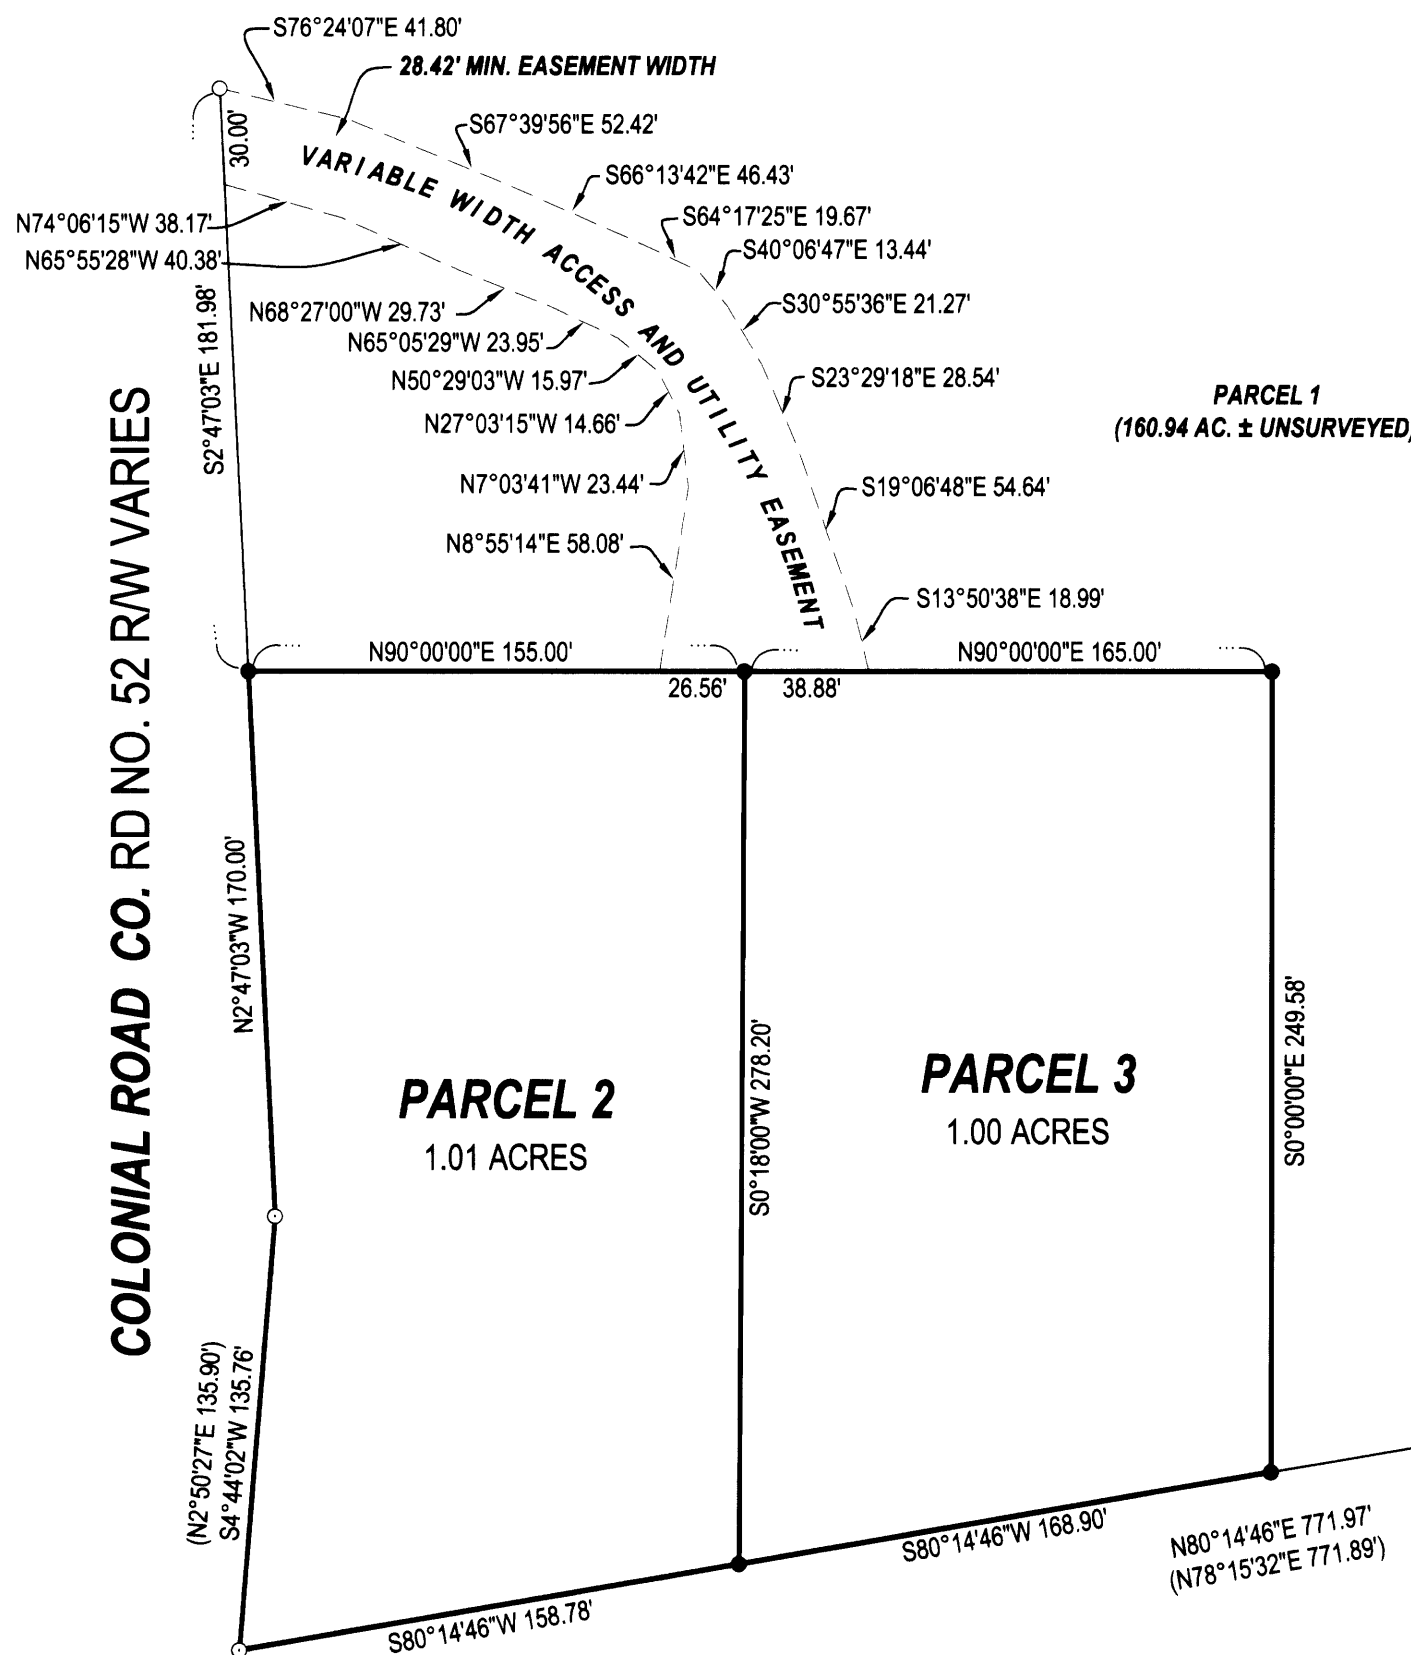 S76°24'07"E 41.80'
28.42' MIN. EASEMENT WIDTH
S67°39'56"E 52.42'
30.00'
VARIABLE WIDTH ACCESS AND UTILITY EASEMENT
S66°13'42"E 46.43'
S64°17'25"E 19.67'
N74°06'15"W 38.17'
S40°06'47"E 13.44'
N65°55'28"W 40.38'
S30°55'36"E 21.27'
N68°27'00"W 29.73'
N65°05'29"W 23.95'
S2°47'03"E 181.98'
N50°29'03"W 15.97'
S23°29'18"E 28.54'
PARCEL 1
(160.94 AC. ± UNSURVEYED)
N27°03'15"W 14.66'
N7°03'41"W 23.44'
S19°06'48"E 54.64'
N8°55'14"E 58.08'
S13°50'38"E 18.99'
N90°00'00"E 155.00'
N90°00'00"E 165.00'
26.56'
38.88'
COLONIAL ROAD CO. RD NO. 52 R/W VARIES
N2°47'03"W 170.00'
S0°18'00"W 278.20'
S0°00'00"E 249.58'
PARCEL 2
1.01 ACRES
PARCEL 3
1.00 ACRES
(N2°50'27"E 135.90')
S4°44'02"W 135.76'
S80°14'46"W 168.90'
N80°14'46"E 771.97'
(N78°15'32"E 771.89')
S80°14'46"W 158.78'